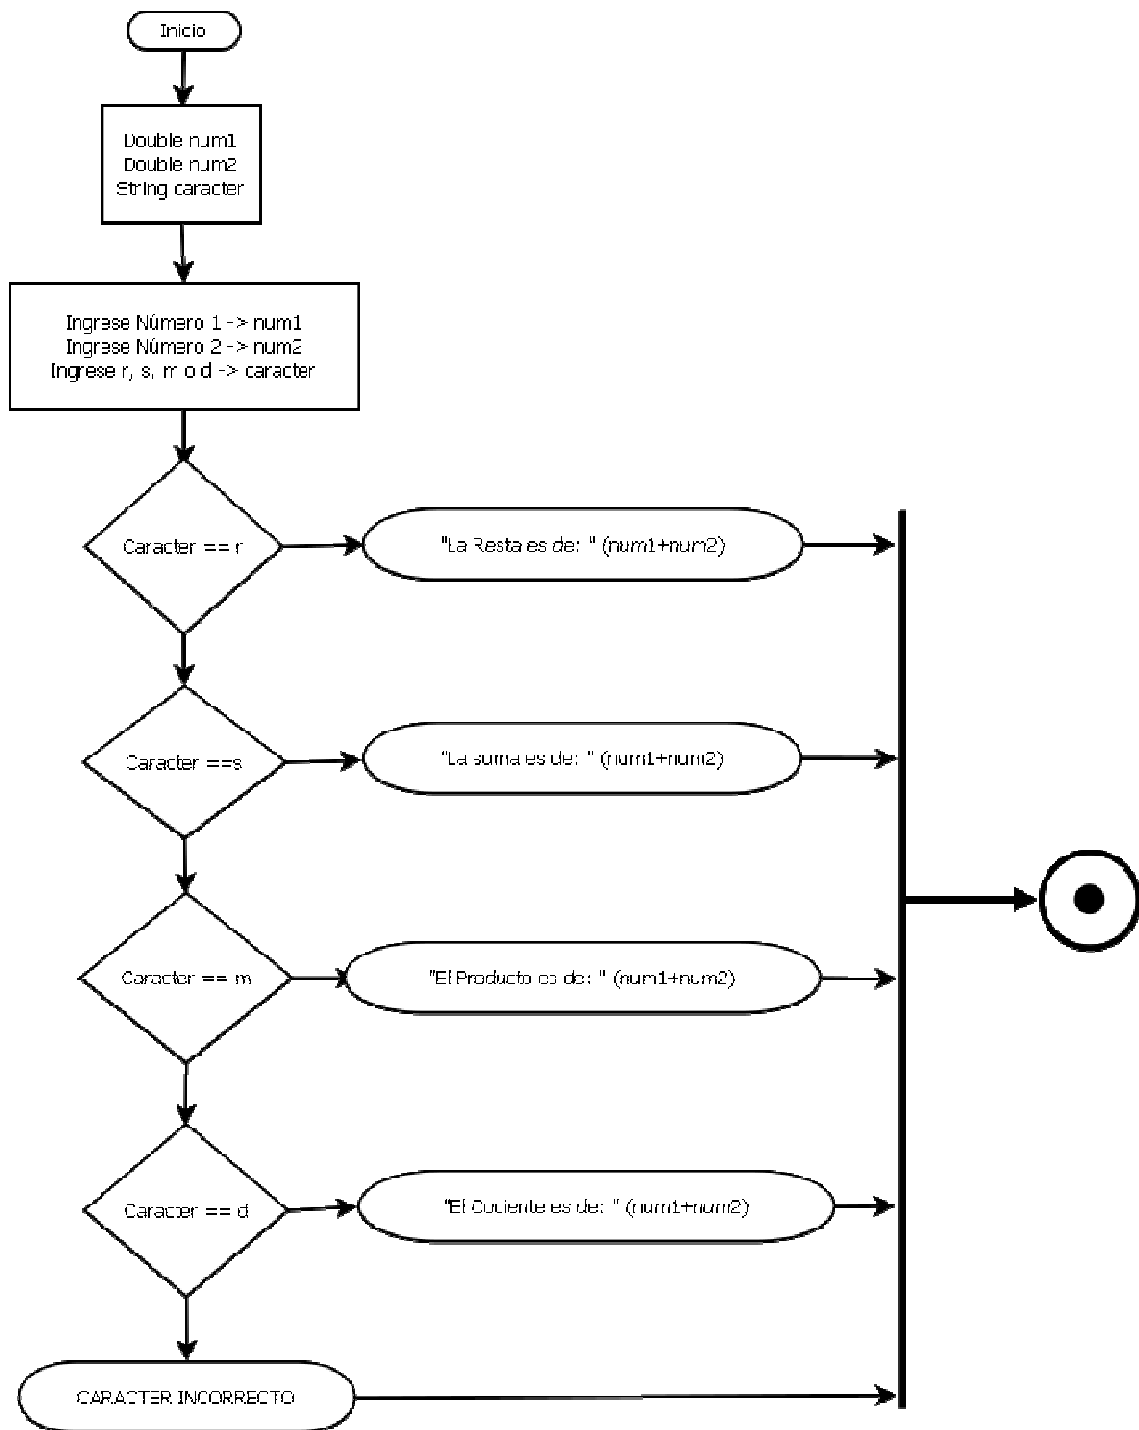 Inicio
Double num1
Double num2
String caracter
Ingrese Número 1 -> num1
Ingrese Número 2 -> num2
Ingrese r, s, m o d -> caracter
Caracter == r
"La Resta es de: " (num1+num2)
Caracter ==s
"La suma es de: " (num1+num2)
Caracter == m
"El Producto es de: " (num1+num2)
Caracter == d
"El Cociente es de: " (num1+num2)
CARACTER INCORRECTO